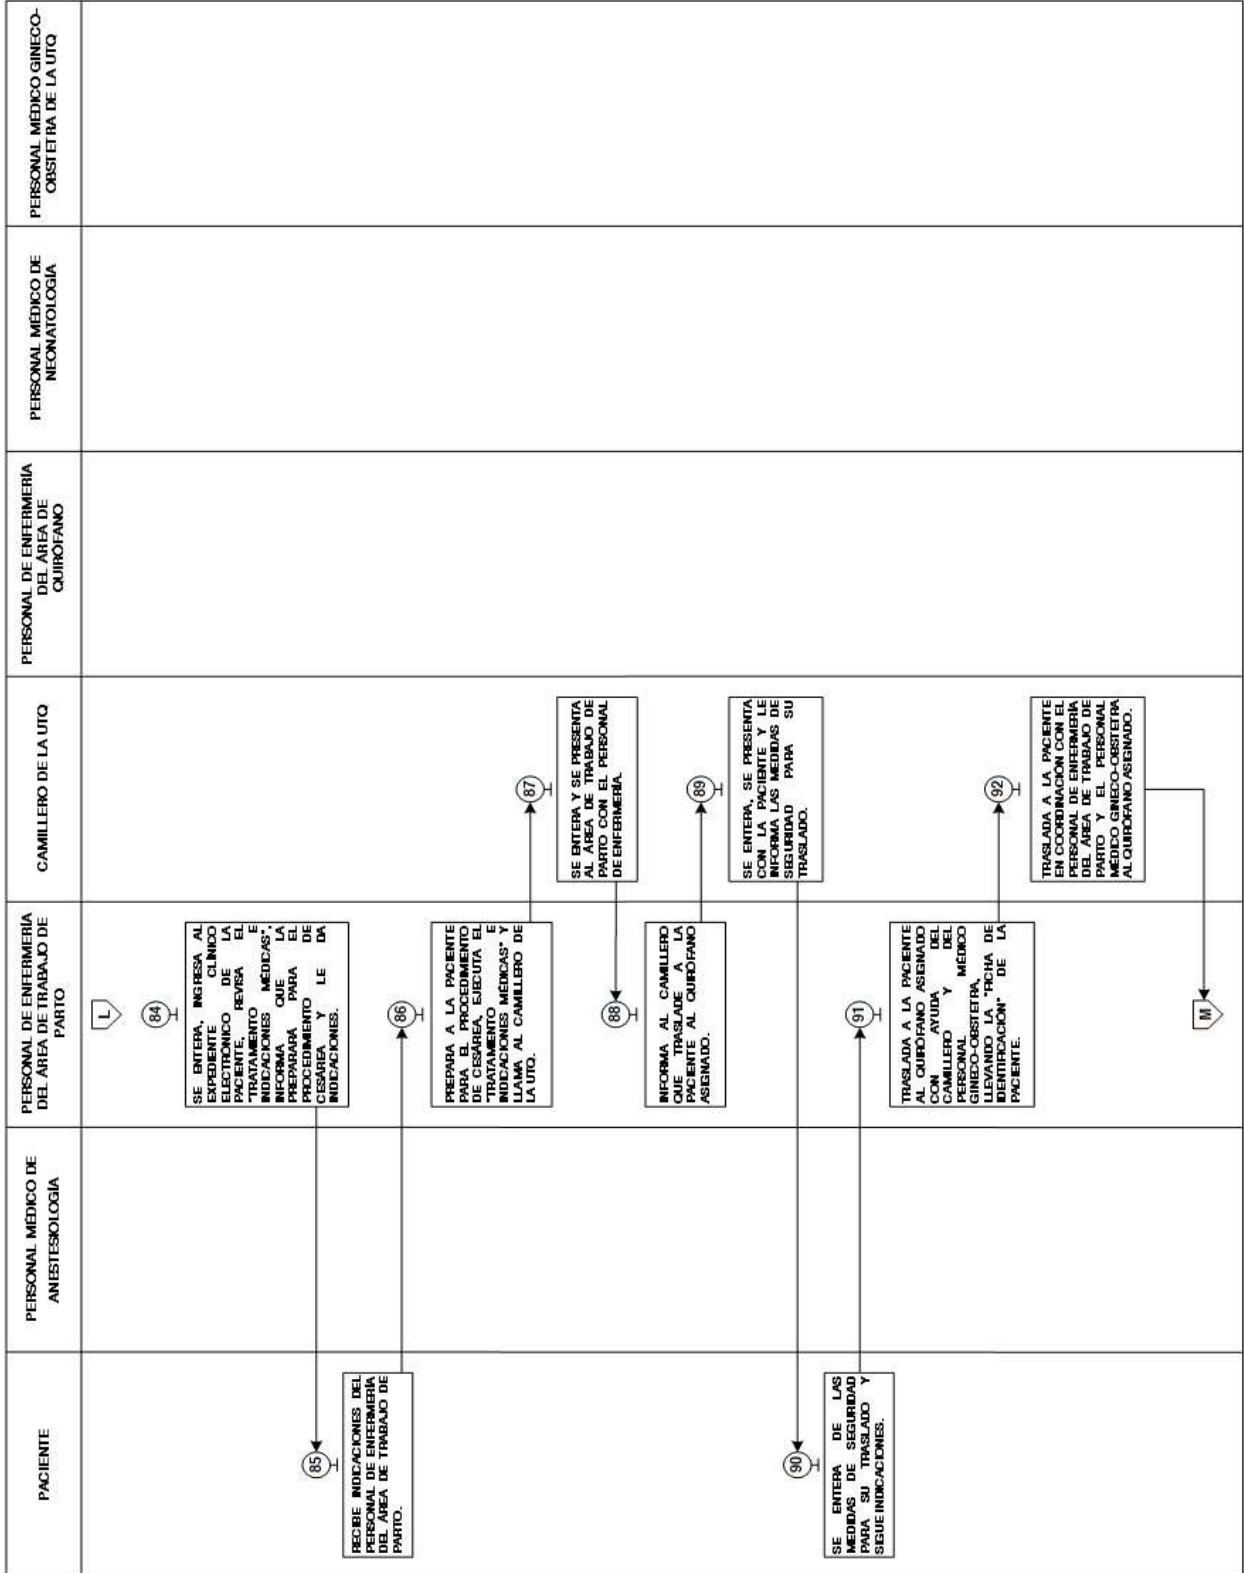 PACIENTE
PERSONAL MÉDICO DE
ANESTESIOLOGÍA
PERSONAL DE ENFERMERÍA
DEL ÁREA DE TRABAJO DE
PARTO
CAMILLERO DE LA UTQ
PERSONAL DE ENFERMERÍA
DEL ÁREA DE
QUIRÓFANO
PERSONAL MÉDICO DE
NEONATOLOGÍA
PERSONAL MÉDICO GINECO-
OBSTETRA DE LA UTQ
L
84
SE ENTERA, INGRESA AL
EXPEDIENTE CLÍNICO
ELECTRÓNICO DE LA
PACIENTE, REVISA EL
"TRATAMIENTO E
INDICACIONES MÉDICAS",
INFORMA QUE LA
PREPARARÁ PARA EL
PROCEDIMIENTO DE
CESÁREA Y LE DA
INDICACIONES.
85
RECIBE INDICACIONES DEL
PERSONAL DE ENFERMERÍA
DEL ÁREA DE TRABAJO DE
PARTO.
86
PREPARA A LA PACIENTE
PARA EL PROCEDIMIENTO
DE CESÁREA, EJECUTA EL
"TRATAMIENTO E
INDICACIONES MÉDICAS" Y
LLAMA AL CAMILLERO DE
LA UTQ.
87
SE ENTERA Y SE PRESENTA
AL ÁREA DE TRABAJO DE
PARTO CON EL PERSONAL
DE ENFERMERÍA.
88
INFORMA AL CAMILLERO
QUE TRASLADE A LA
PACIENTE AL QUIRÓFANO
ASIGNADO.
89
SE ENTERA, SE PRESENTA
CON LA PACIENTE Y LE
INFORMA LAS MEDIDAS DE
SEGURIDAD PARA SU
TRASLADO.
90
SE ENTERA DE LAS
MEDIDAS DE SEGURIDAD
PARA SU TRASLADO Y
SIGUE INDICACIONES.
91
TRASLADA A LA PACIENTE
AL QUIRÓFANO ASIGNADO
CON AYUDA DEL
CAMILLERO Y DEL
PERSONAL MÉDICO
GINECO-OBSTETRA,
LLEVANDO LA "FICHA DE
IDENTIFICACIÓN" DE LA
PACIENTE.
92
TRASLADA A LA PACIENTE
EN COORDINACIÓN CON EL
PERSONAL DE ENFERMERÍA
DEL ÁREA DE TRABAJO DE
PARTO Y EL PERSONAL
MÉDICO GINECO-OBSTETRA
AL QUIRÓFANO ASIGNADO.
M